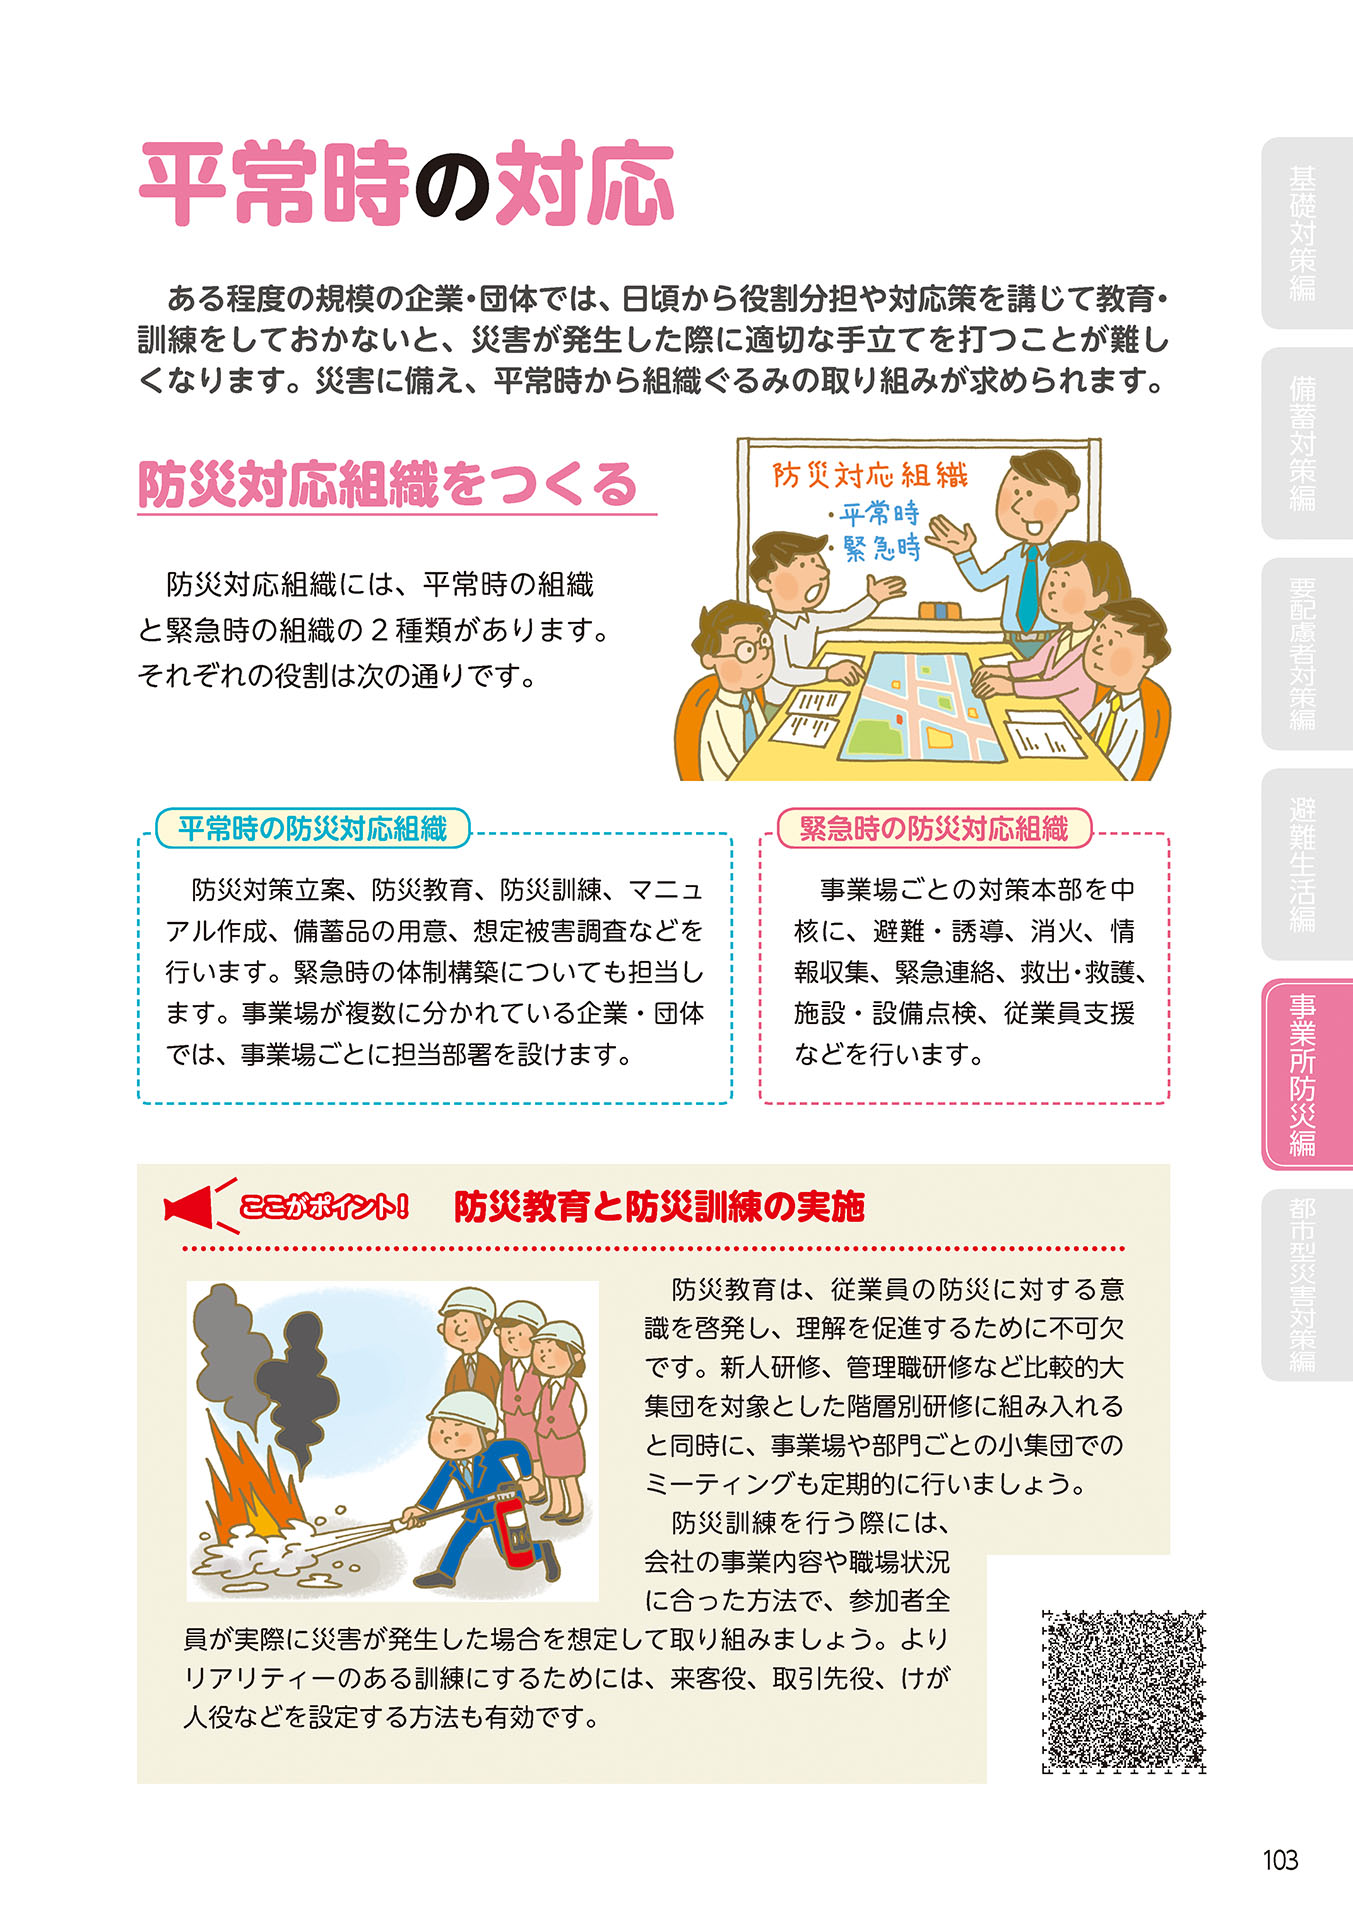 平常時の対応
ある程度の規模の企業・団体では、日頃から役割分担や対応策を講じて教育・
訓練をしておかないと、災害が発生した際に適切な手立てを打つことが難し
くなります。災害に備え、平常時から組織ぐるみの取り組みが求められます。
防災対応組織をつくる
防災対応組織には、平常時の組織
と緊急時の組織の2種類があります。
それぞれの役割は次の通りです。
防災対応組織
・平常時
・緊急時
平常時の防災対応組織
防災対策立案、防災教育、防災訓練、マニュ
アル作成、備蓄品の用意、想定被害調査などを
行います。緊急時の体制構築についても担当し
ます。事業場が複数に分かれている企業・団体
では、事業場ごとに担当部署を設けます。
緊急時の防災対応組織
事業場ごとの対策本部を中
核に、避難・誘導、消火、情
報収集、緊急連絡、救出・救護、
施設・設備点検、従業員支援
などを行います。
ここがポイント!
防災教育と防災訓練の実施
防災教育は、従業員の防災に対する意
識を啓発し、理解を促進するために不可欠
です。新人研修、管理職研修など比較的大
集団を対象とした階層別研修に組み入れる
と同時に、事業場や部門ごとの小集団での
ミーティングも定期的に行いましょう。
防災訓練を行う際には、
会社の事業内容や職場状況
に合った方法で、参加者全
員が実際に災害が発生した場合を想定して取り組みましょう。より
リアリティーのある訓練にするためには、来客役、取引先役、けが
人役などを設定する方法も有効です。
基礎対策編
備蓄対策編
要配慮者対策編
避難生活編
事業所防災編
都市型災害対策編
103